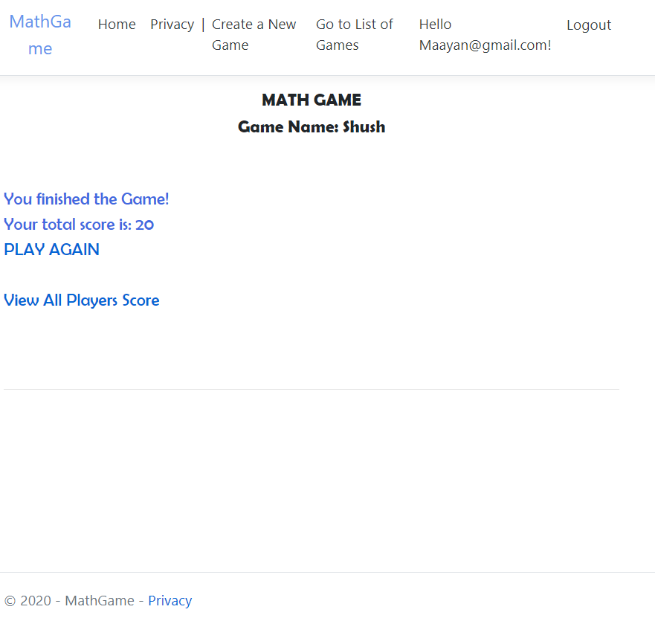 MathGa
me
Home
Privacy |
Create a New
Game
Go to List of
Games
Hello
Maayan@gmail.com!
Logout
MATH GAME
Game Name: Shush
You finished the Game!
Your total score is: 20
PLAY AGAIN
View All Players Score
© 2020 - MathGame - Privacy